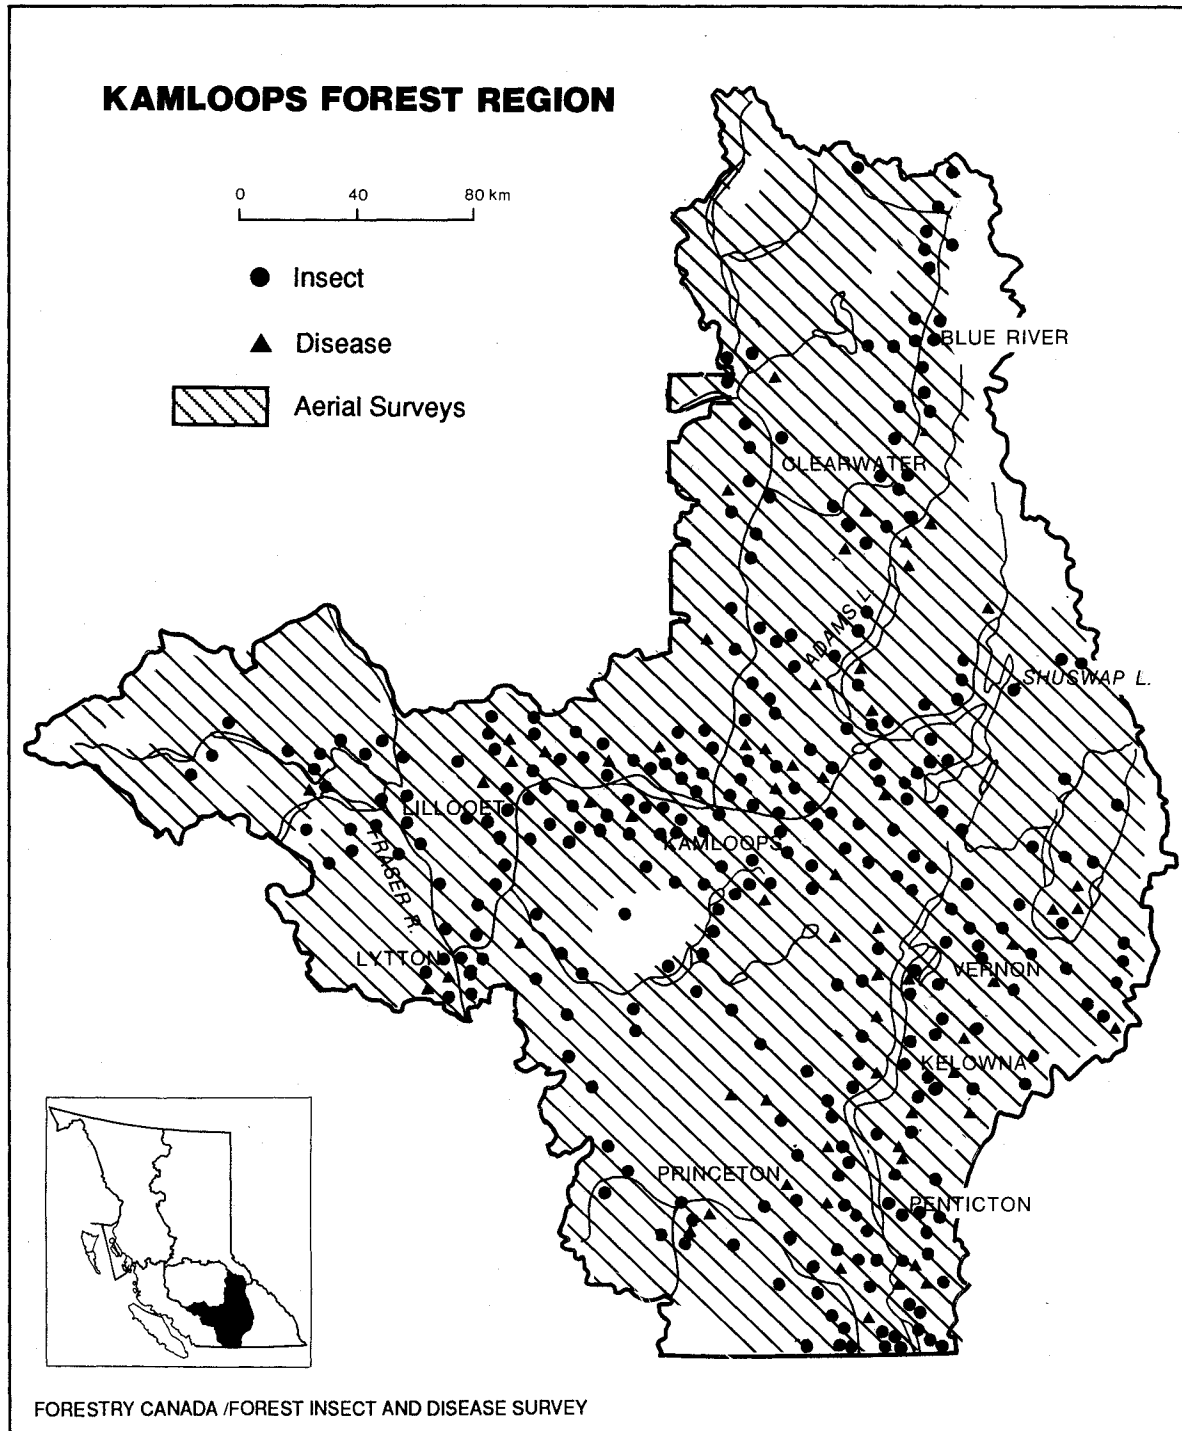 KAMLOOPS FOREST REGION
0 40 80 km
Insect
Disease
Aerial Surveys
BLUE RIVER
CLEARWATER
ADAMS L.
SHUSWAP L.
LILLOOET
KAMLOOPS
FRASER R.
LYTTON
VERNON
KELOWNA
PRINCETON
PENTICTON
FORESTRY CANADA /FOREST INSECT AND DISEASE SURVEY